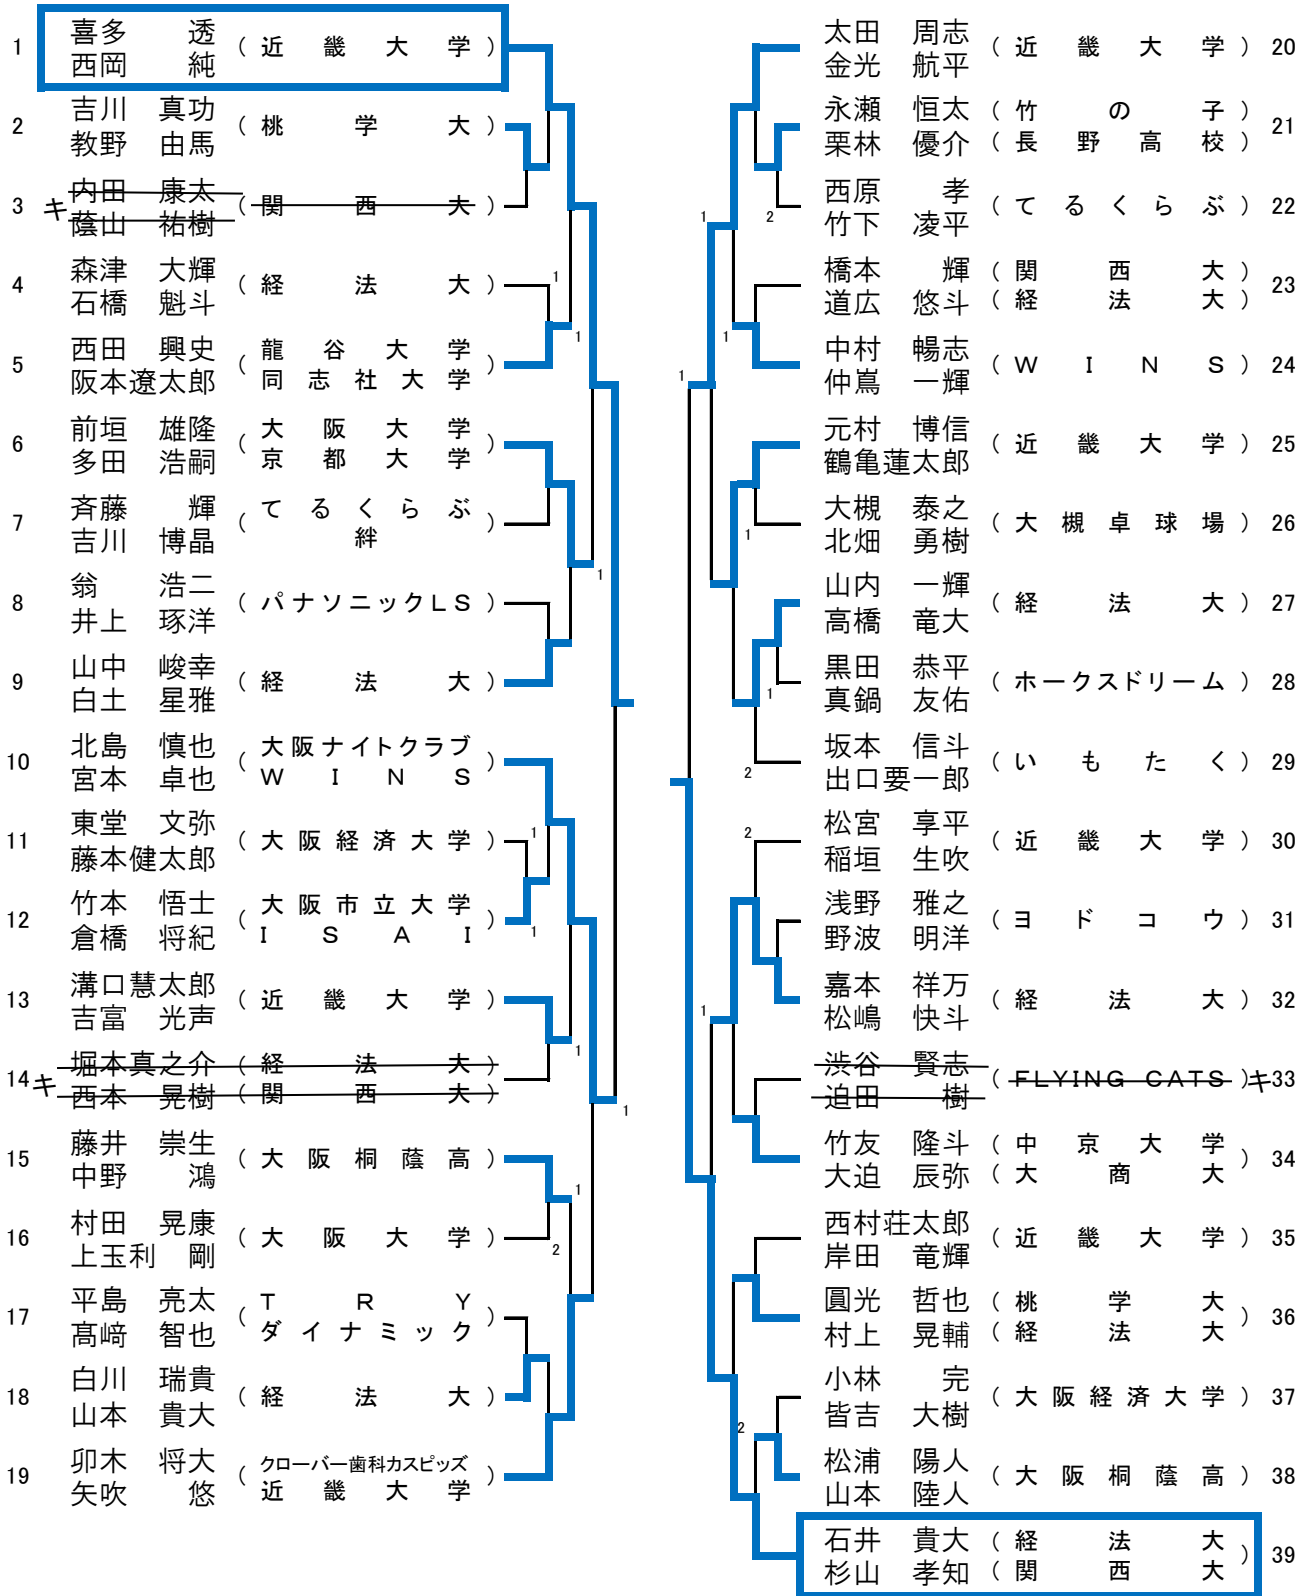 1 喜多 透 (近畿大学)
西岡 純
2 吉川 真功 (桃学大)
教野 由馬
3 キ 内田 康太 (関西大)
蔭山 祐樹
4 森津 大輝 (経法大)
石橋 魁斗
5 西田 興史 (龍谷大学
阪本遼太郎 同志社大学)
6 前垣 雄隆 (大阪大学
多田 浩嗣 京都大学)
7 斉藤 輝 (てるくらぶ
吉川 博晶 絆)
8 翁 浩二 (パナソニックLS)
井上 琢洋
9 山中 峻幸 (経法大)
白土 星雅
10 北島 慎也 (大阪ナイトクラブ
宮本 卓也 WINS)
11 東堂 文弥 (大阪経済大学)
藤本健太郎
12 竹本 悟士 (大阪市立大学
倉橋 将紀 ISAI)
13 溝口慧太郎 (近畿大学)
吉富 光声
14 キ 堀本真之介 (経法大)
西本 晃樹 (関西大)
15 藤井 崇生 (大阪桐蔭高)
中野 鴻
16 村田 晃康 (大阪大学)
上玉利 剛
17 平島 亮太 (TRY
髙﨑 智也 ダイナミック)
18 白川 瑞貴 (経法大)
山本 貴大
19 卯木 将大 (クローバー歯科カスピッズ
矢吹 悠 近畿大学)
1
1
1
1
1
1
1
2
1
太田 周志 (近畿大学) 20
金光 航平
永瀬 恒太 (竹の子) 21
栗林 優介 (長野高校)
西原 孝 (てるくらぶ) 22
竹下 凌平
橋本 輝 (関西大) 23
道広 悠斗 (経法大)
中村 暢志 (WINS) 24
仲嶌 一輝
元村 博信 (近畿大学) 25
鶴亀蓮太郎
大槻 泰之 (大槻卓球場) 26
北畑 勇樹
山内 一輝 (経法大) 27
高橋 竜大
黒田 恭平 (ホークスドリーム) 28
真鍋 友佑
坂本 信斗 (いもたく) 29
出口要一郎
松宮 享平 (近畿大学) 30
稲垣 生吹
浅野 雅之 (ヨドコウ) 31
野波 明洋
嘉本 祥万 (経法大) 32
松嶋 快斗
渋谷 賢志 (FLYING CATS) キ 33
迫田 樹
竹友 隆斗 (中京大学) 34
大迫 辰弥 (大商大)
西村荘太郎 (近畿大学) 35
岸田 竜輝
圓光 哲也 (桃学大) 36
村上 晃輔 (経法大)
小林 完 (大阪経済大学) 37
皆吉 大樹
松浦 陽人 (大阪桐蔭高) 38
山本 陸人
石井 貴大 (経法大) 39
杉山 孝知 (関西大)
1
2
1
1
1
1
2
2
1
2